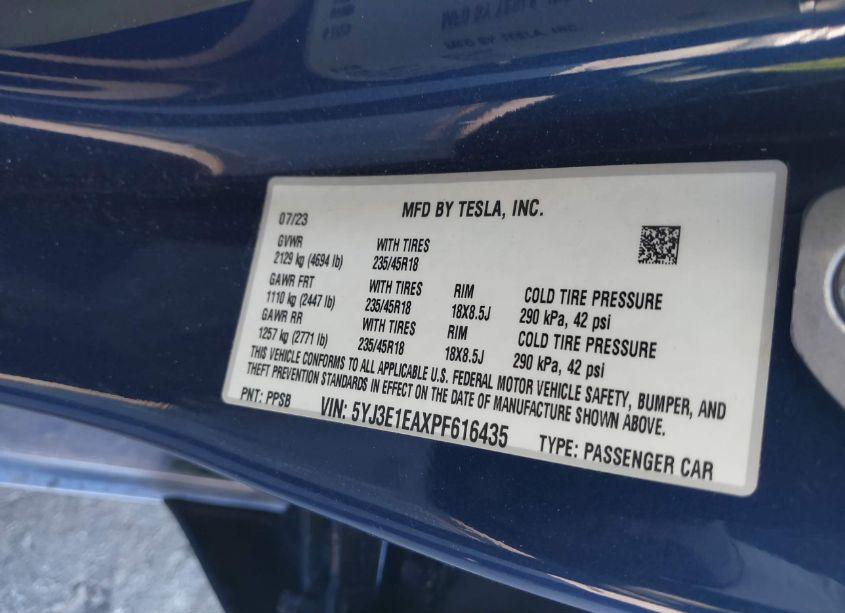 MFD BY TESLA, INC.
07/23
GVWR WITH TIRES
2129 kg (4694 lb) 235/45R18
GAWR FRT WITH TIRES RIM COLD TIRE PRESSURE
1110 kg (2447 lb) 235/45R18 18X8.5J 290 kPa, 42 psi
GAWR RR WITH TIRES RIM COLD TIRE PRESSURE
1257 kg (2771 lb) 235/45R18 18X8.5J 290 kPa, 42 psi
THIS VEHICLE CONFORMS TO ALL APPLICABLE U.S. FEDERAL MOTOR VEHICLE SAFETY, BUMPER, AND
THEFT PREVENTION STANDARDS IN EFFECT ON THE DATE OF MANUFACTURE SHOWN ABOVE.
PNT: PPSB VIN: 5YJ3E1EAXPF616435 TYPE: PASSENGER CAR